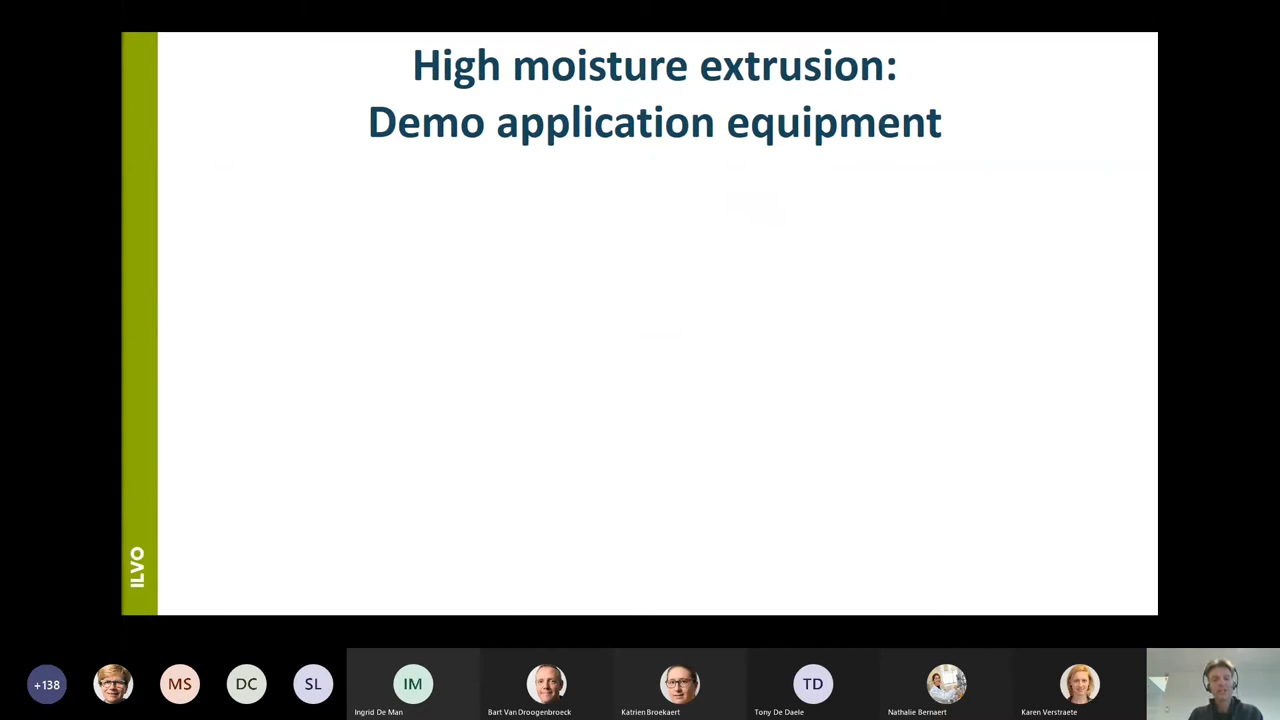 High moisture extrusion:
Demo application equipment
ILVO
+138
MS
DC
SL
IM
TD
Ingrid De Man
Bart Van Droogenbroeck
Katrien Broekaert
Tony De Daele
Nathalie Bernaert
Karen Verstraete